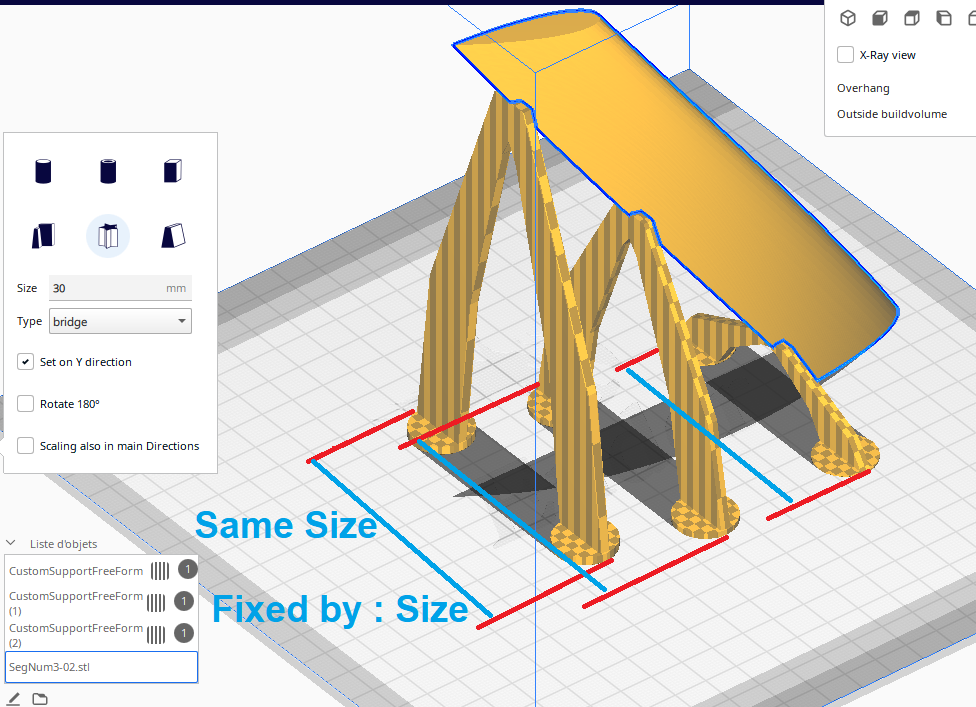 X-Ray view
Overhang
Outside buildvolume
Size 30 mm
Type bridge
Set on Y direction
Rotate 180°
Scaling also in main Directions
Same Size
Fixed by : Size
Liste d'objets
CustomSupportFreeForm 1
CustomSupportFreeForm 1
(1)
CustomSupportFreeForm 1
(2)
SegNum3-02.stl